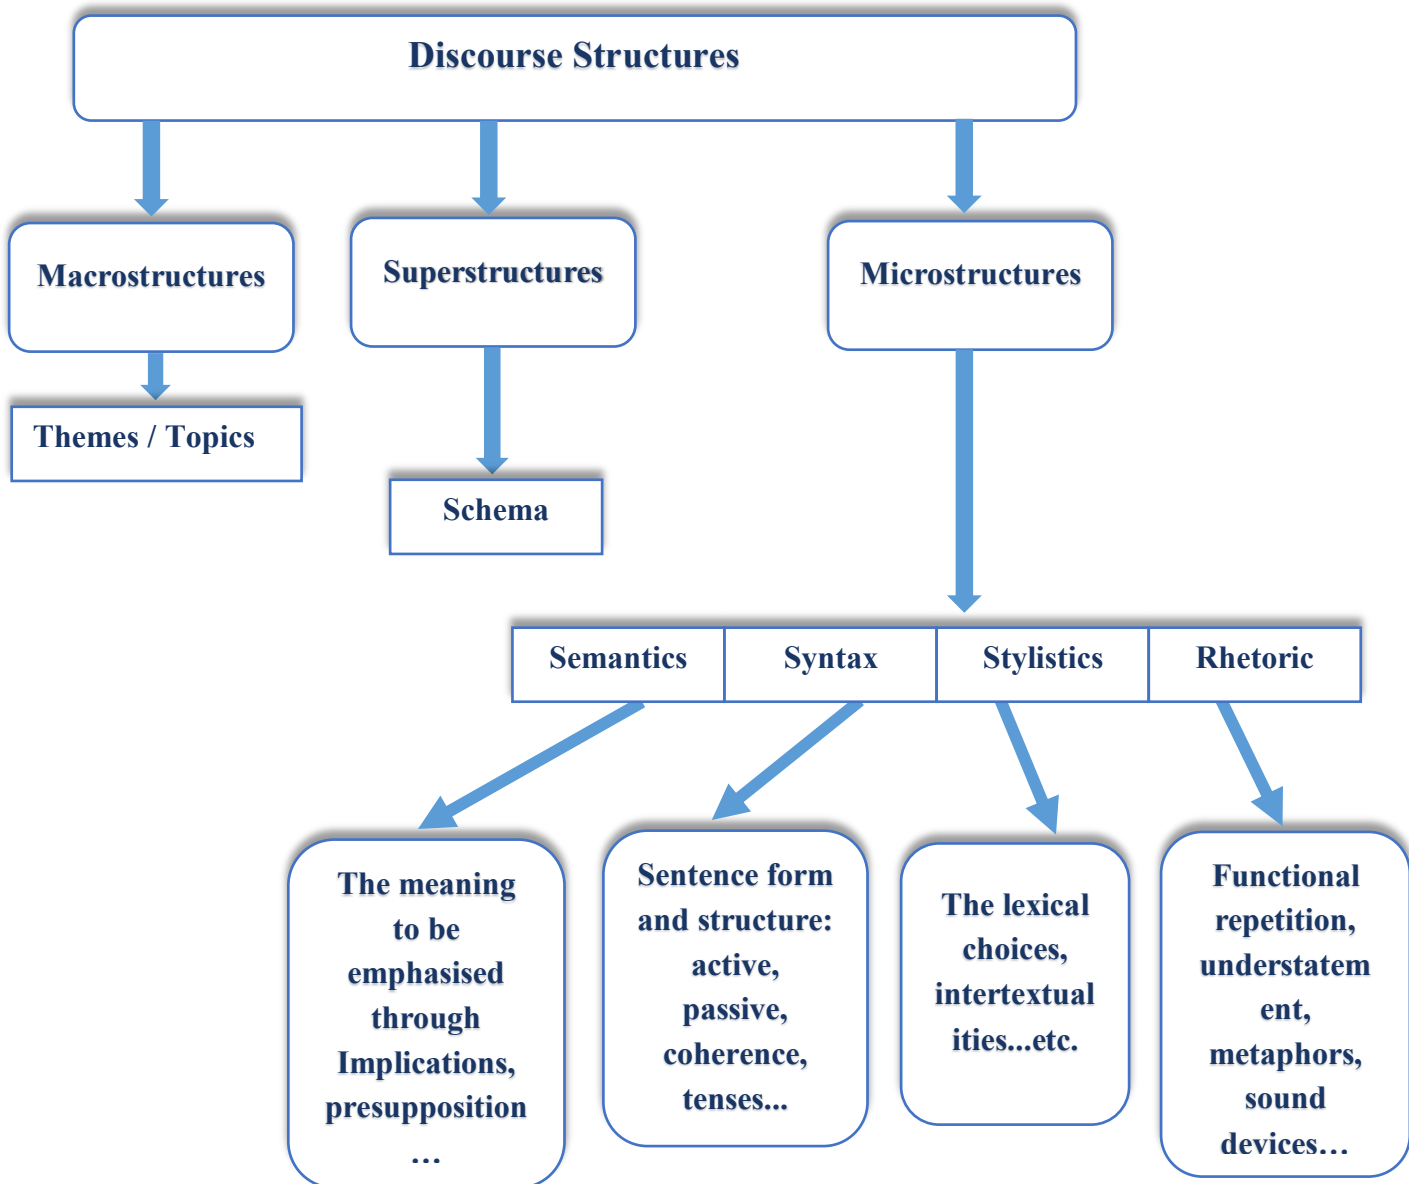 Discourse Structures
Macrostructures
Superstructures
Microstructures
Themes / Topics
Schema
Semantics
Syntax
Stylistics
Rhetoric
The meaning
to be
emphasised
through
Implications,
presupposition
…
Sentence form
and structure:
active,
passive,
coherence,
tenses...
The lexical
choices,
intertextual
ities...etc.
Functional
repetition,
understatem
ent,
metaphors,
sound
devices…